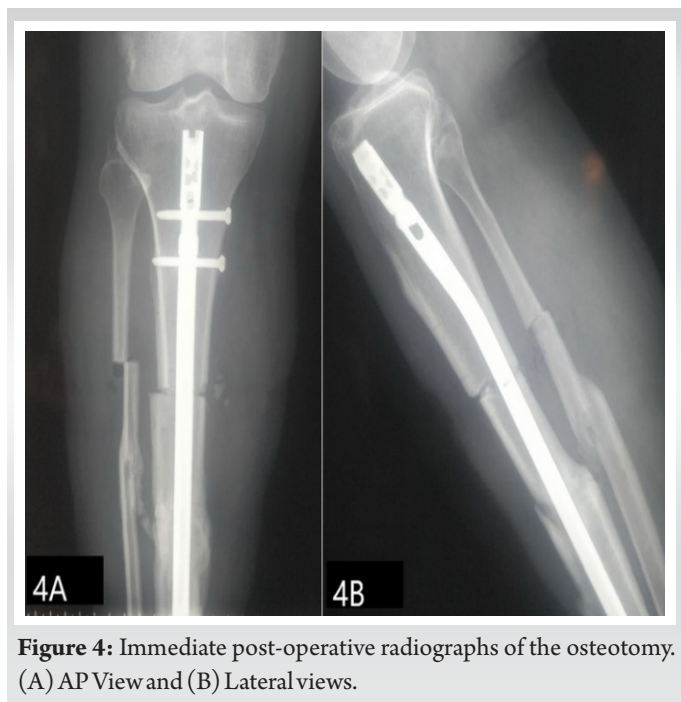 4A
4B
Figure 4: Immediate post-operative radiographs of the osteotomy.
(A) AP View and (B) Lateral views.